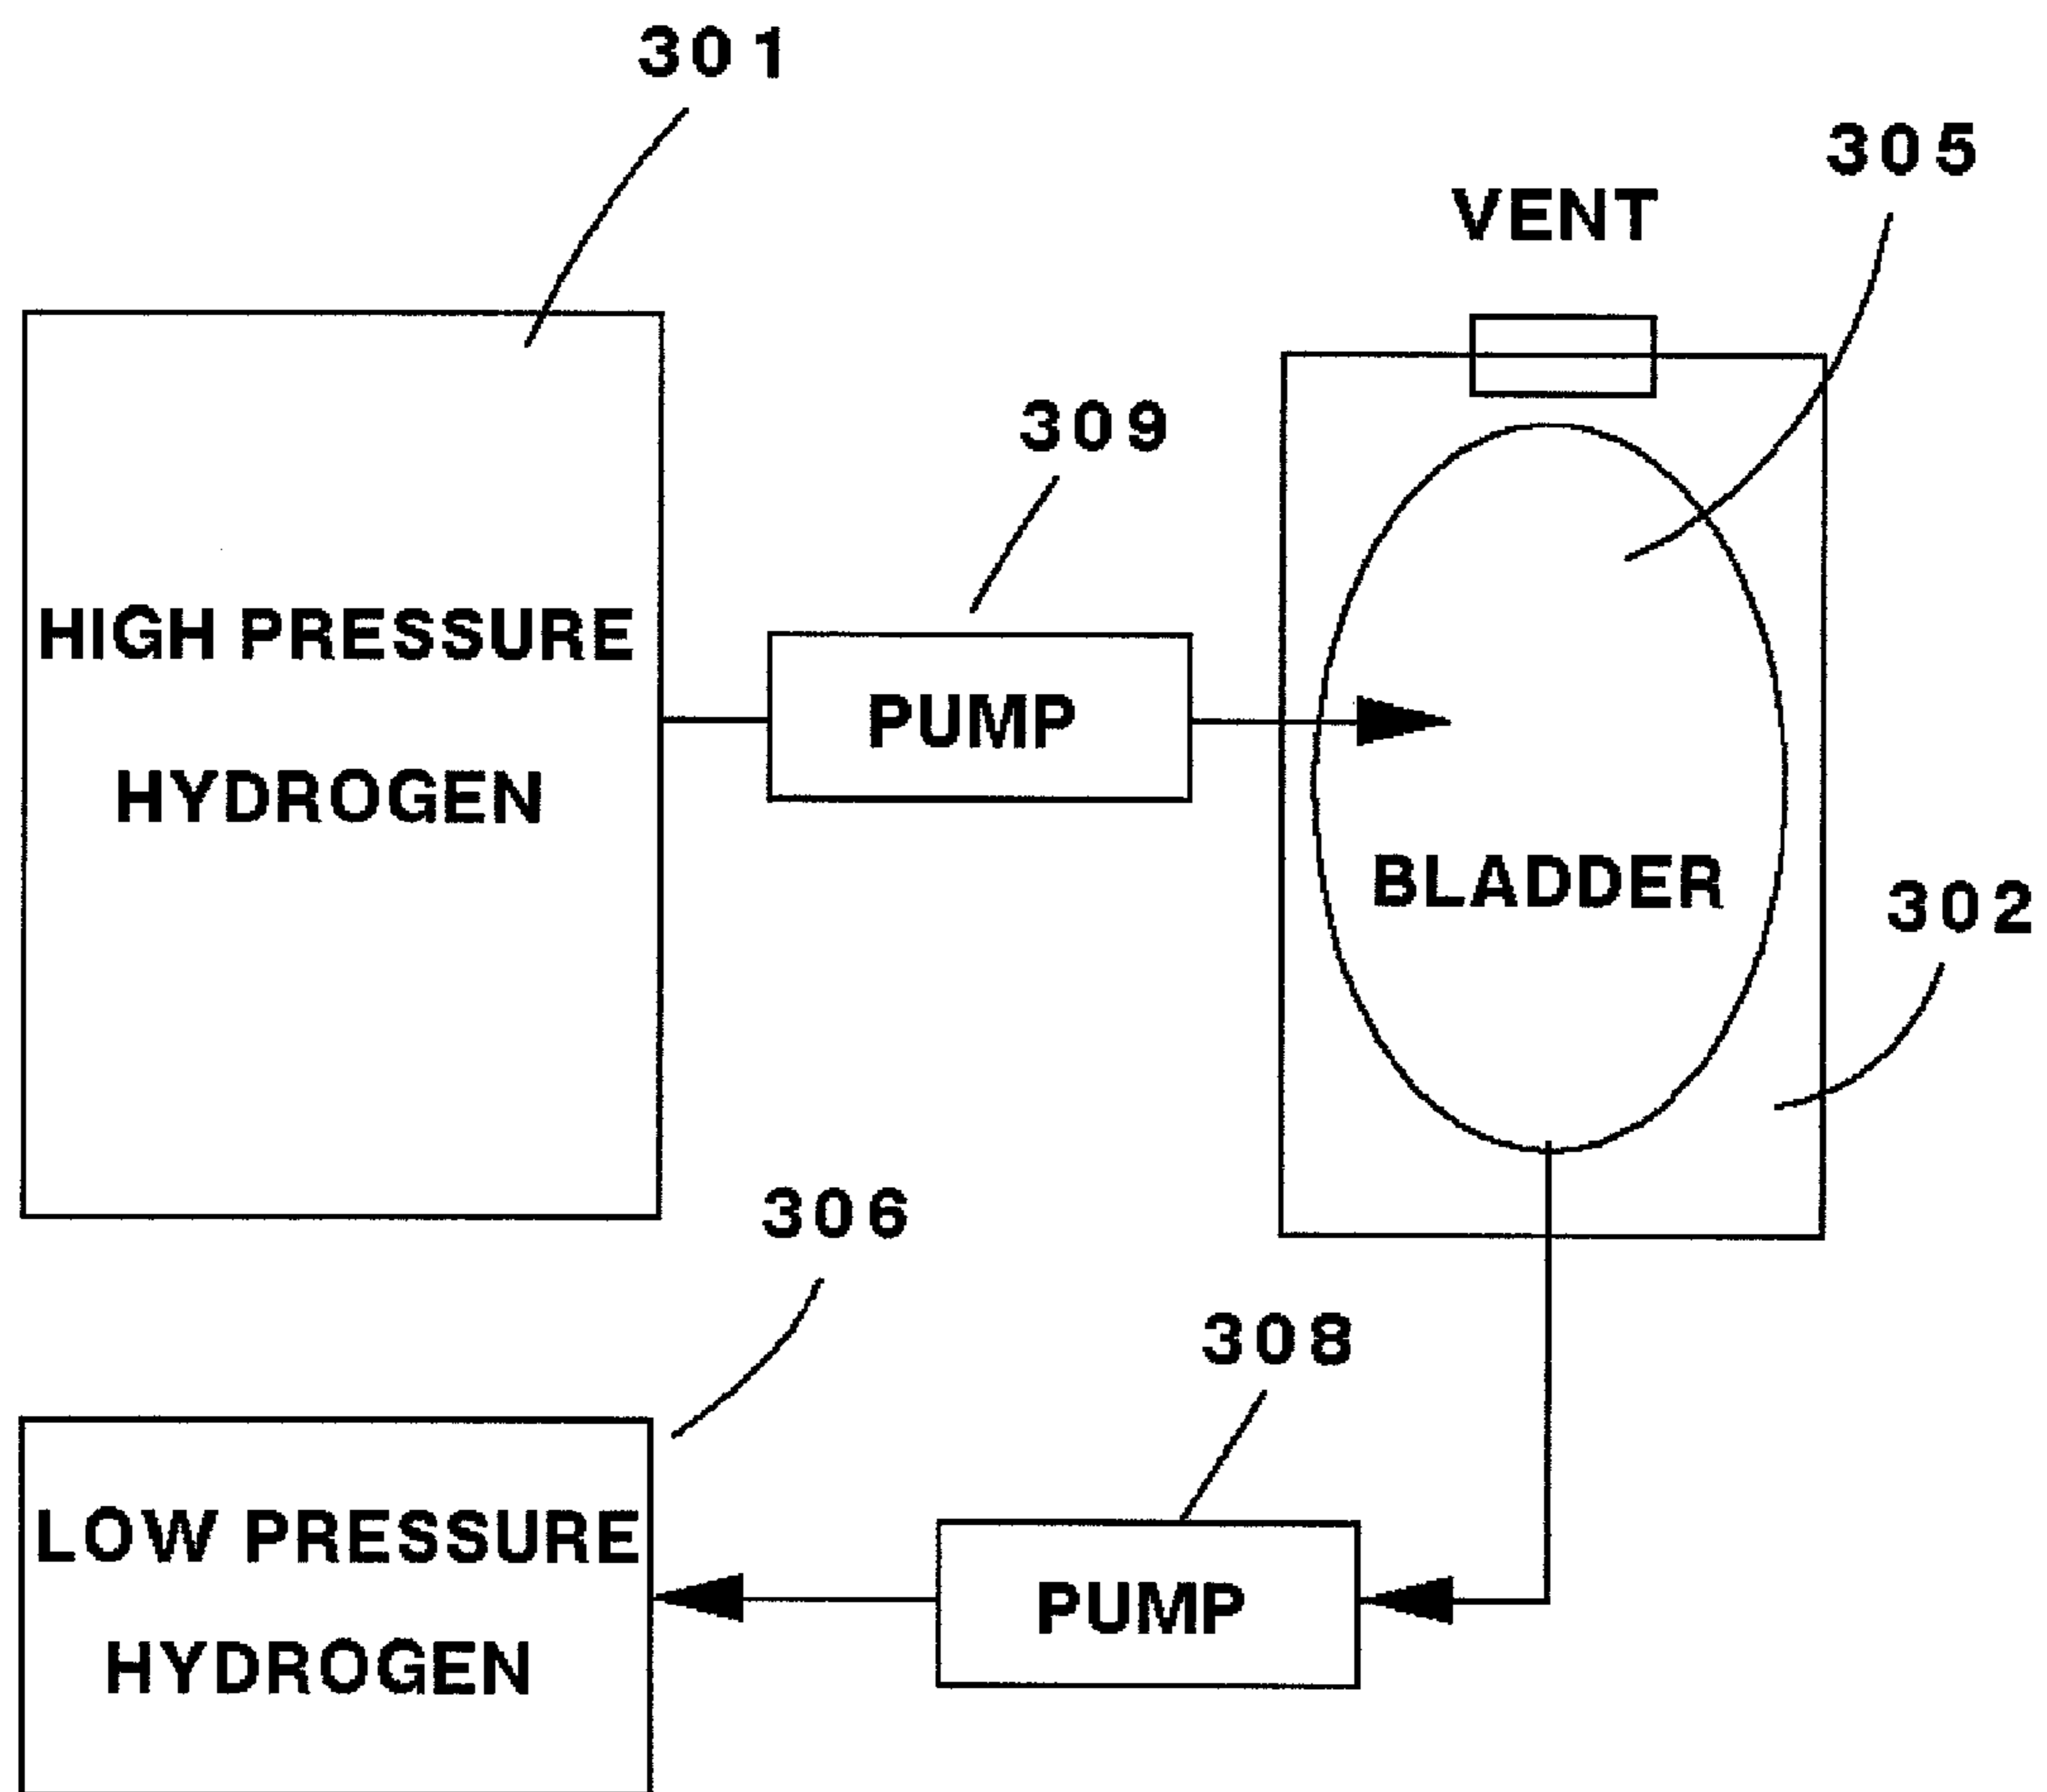 301
305
VENT
309
HIGH PRESSURE
HYDROGEN
PUMP
BLADDER
302
306
308
LOW PRESSURE
HYDROGEN
PUMP